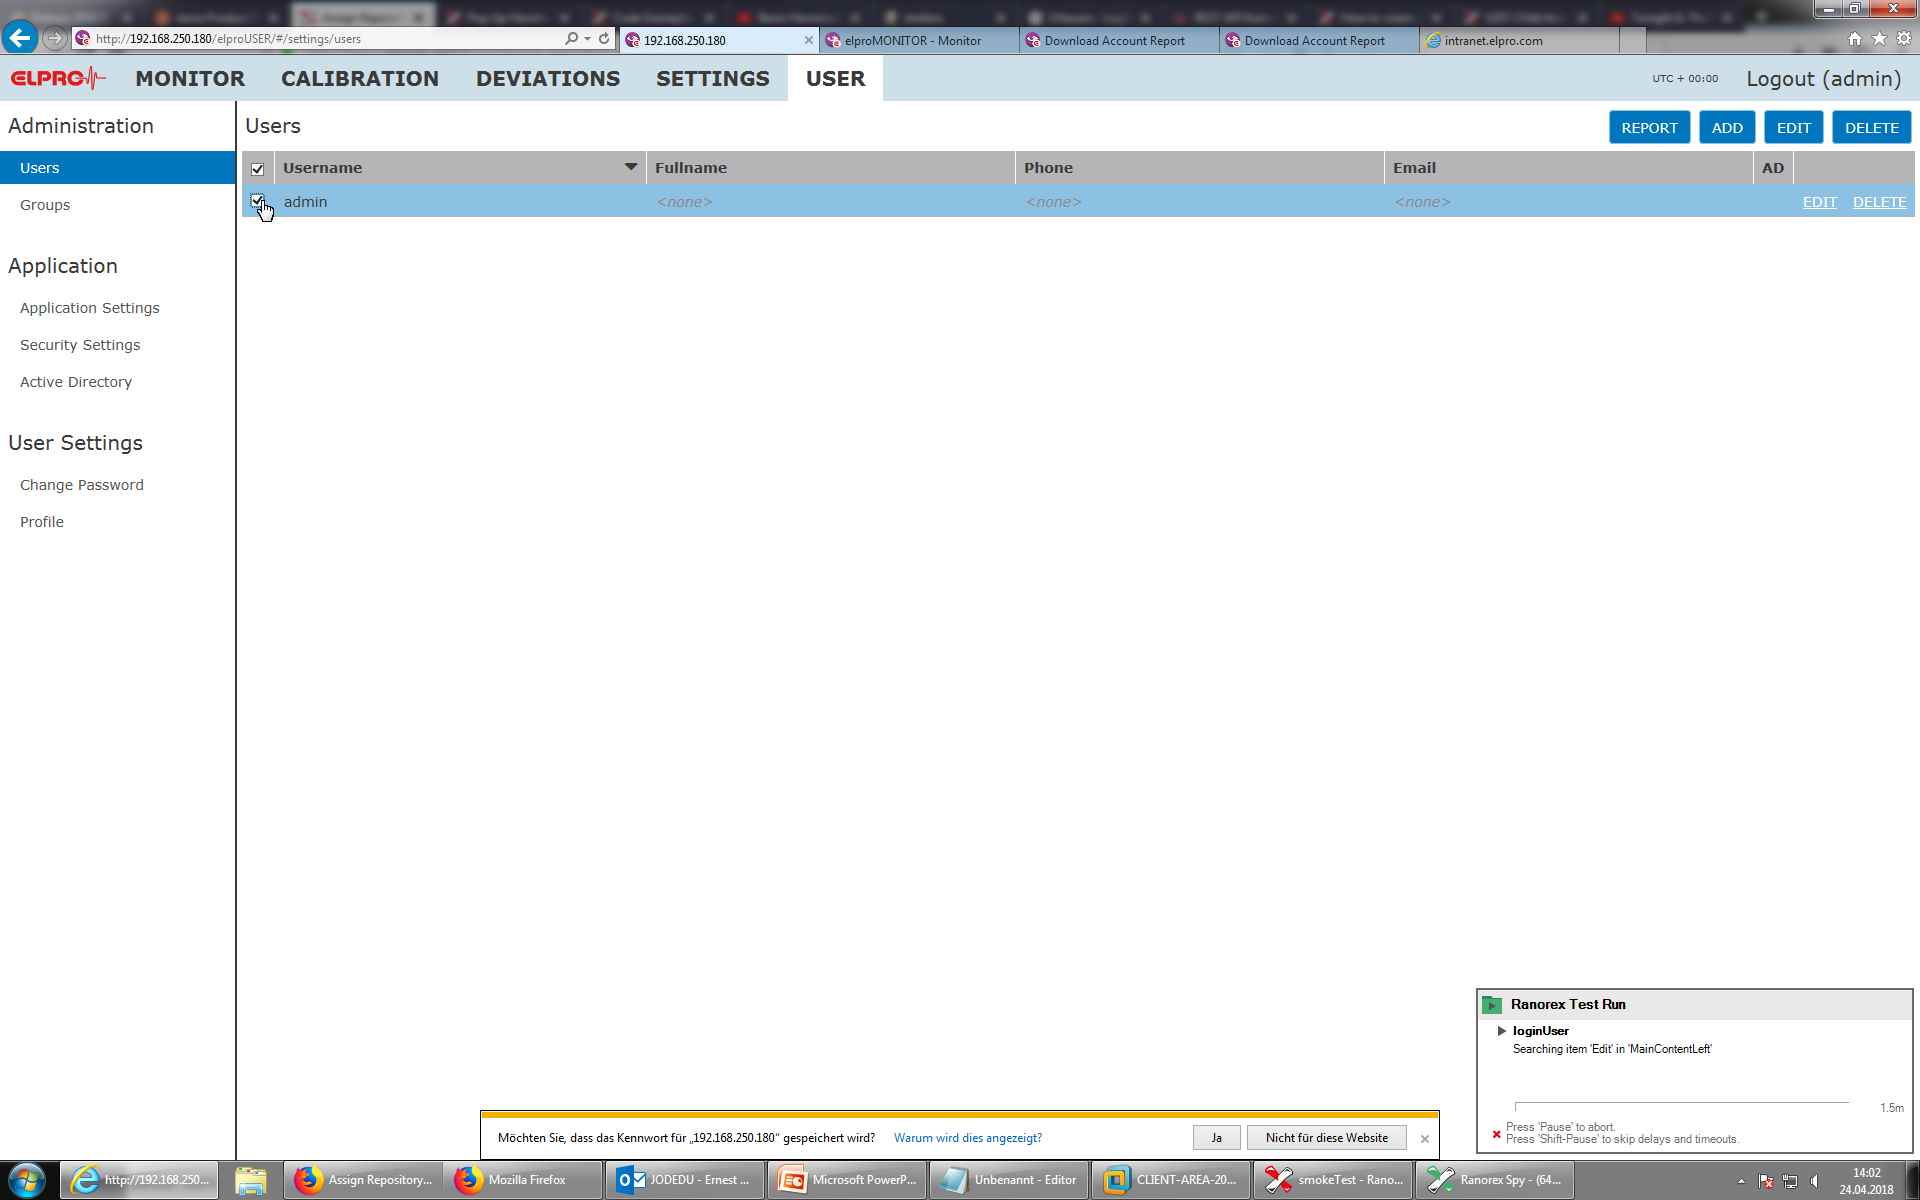 http://192.168.250.180/elproUSER/#/settings/users
192.168.250.180
elproMONITOR - Monitor
Download Account Report
Download Account Report
intranet.elpro.com
ELPRO
MONITOR
CALIBRATION
DEVIATIONS
SETTINGS
USER
UTC + 00:00
Logout (admin)
Administration
Users
Groups
Application
Application Settings
Security Settings
Active Directory
User Settings
Change Password
Profile
Users
REPORT
ADD
EDIT
DELETE
Username
Fullname
Phone
Email
AD
admin
<none>
<none>
<none>
EDIT
DELETE
Ranorex Test Run
loginUser
Searching item 'Edit' in 'MainContentLeft'
1.5m
Press 'Pause' to abort.
Press 'Shift-Pause' to skip delays and timeouts.
Möchten Sie, dass das Kennwort für „192.168.250.180“ gespeichert wird?
Warum wird dies angezeigt?
Ja
Nicht für diese Website
http://192.168.250...
Assign Repository...
Mozilla Firefox
JODEDU - Ernest ...
Microsoft PowerP...
Unbenannt - Editor
CLIENT-AREA-20...
smokeTest - Rano...
Ranorex Spy - (64...
14:02
24.04.2018